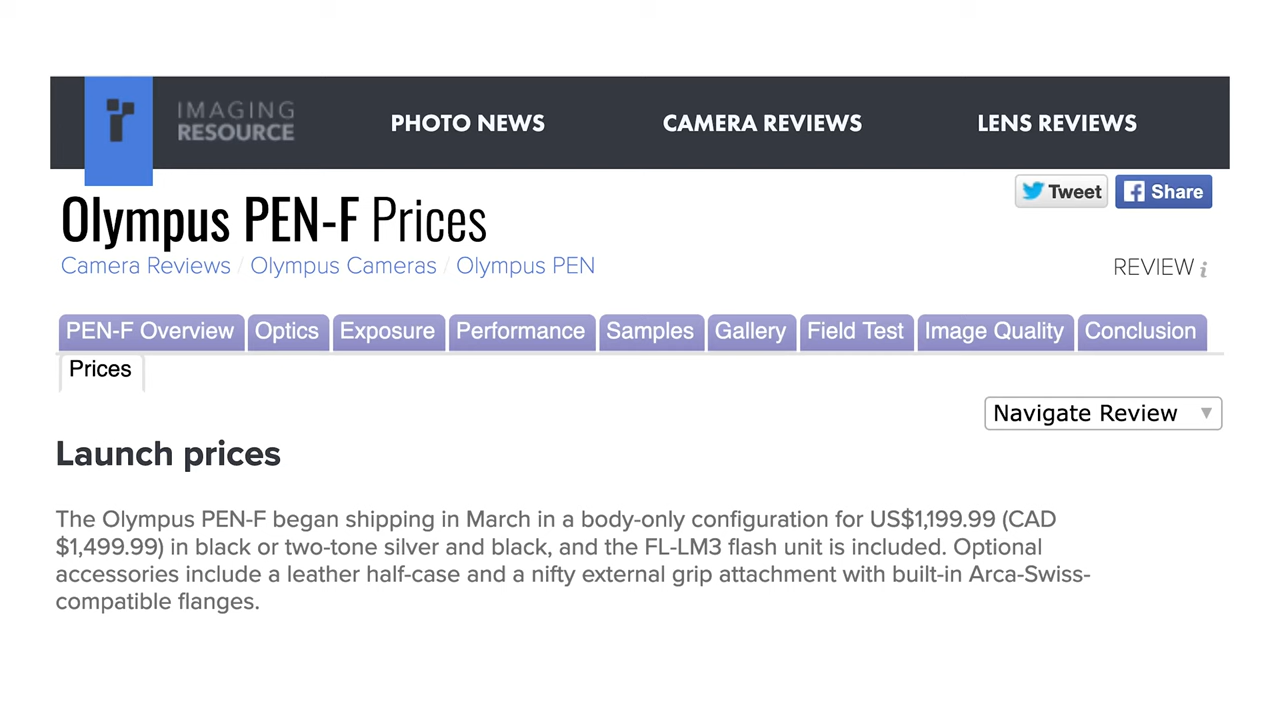 IMAGING
RESOURCE
PHOTO NEWS
CAMERA REVIEWS
LENS REVIEWS
Tweet
Share
Olympus PEN-F Prices
Camera Reviews / Olympus Cameras / Olympus PEN
REVIEW i
PEN-F Overview
Optics
Exposure
Performance
Samples
Gallery
Field Test
Image Quality
Conclusion
Prices
Navigate Review
Launch prices
The Olympus PEN-F began shipping in March in a body-only configuration for US$1,199.99 (CAD
$1,499.99) in black or two-tone silver and black, and the FL-LM3 flash unit is included. Optional
accessories include a leather half-case and a nifty external grip attachment with built-in Arca-Swiss-
compatible flanges.